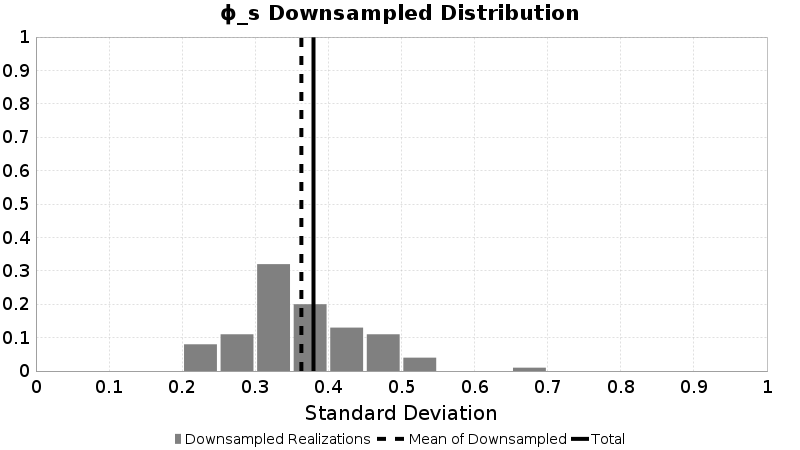 ϕ_s Downsampled Distribution
1
0.9
0.8
0.7
0.6
0.5
0.4
0.3
0.2
0.1
0
0 0.1 0.2 0.3 0.4 0.5 0.6 0.7 0.8 0.9 1
Standard Deviation
Downsampled Realizations Mean of Downsampled Total